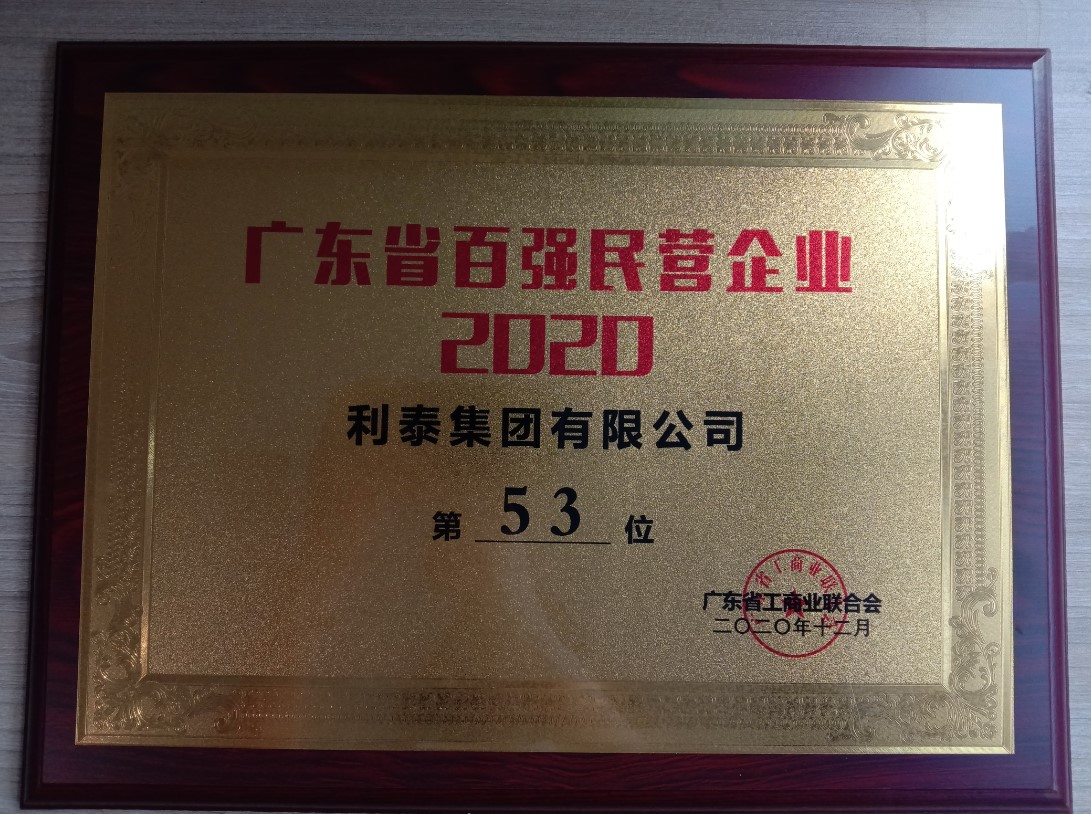 广东省百强民营企业
2020
利泰集团有限公司
第 53 位
广东省工商业联合会
二〇二〇年十二月